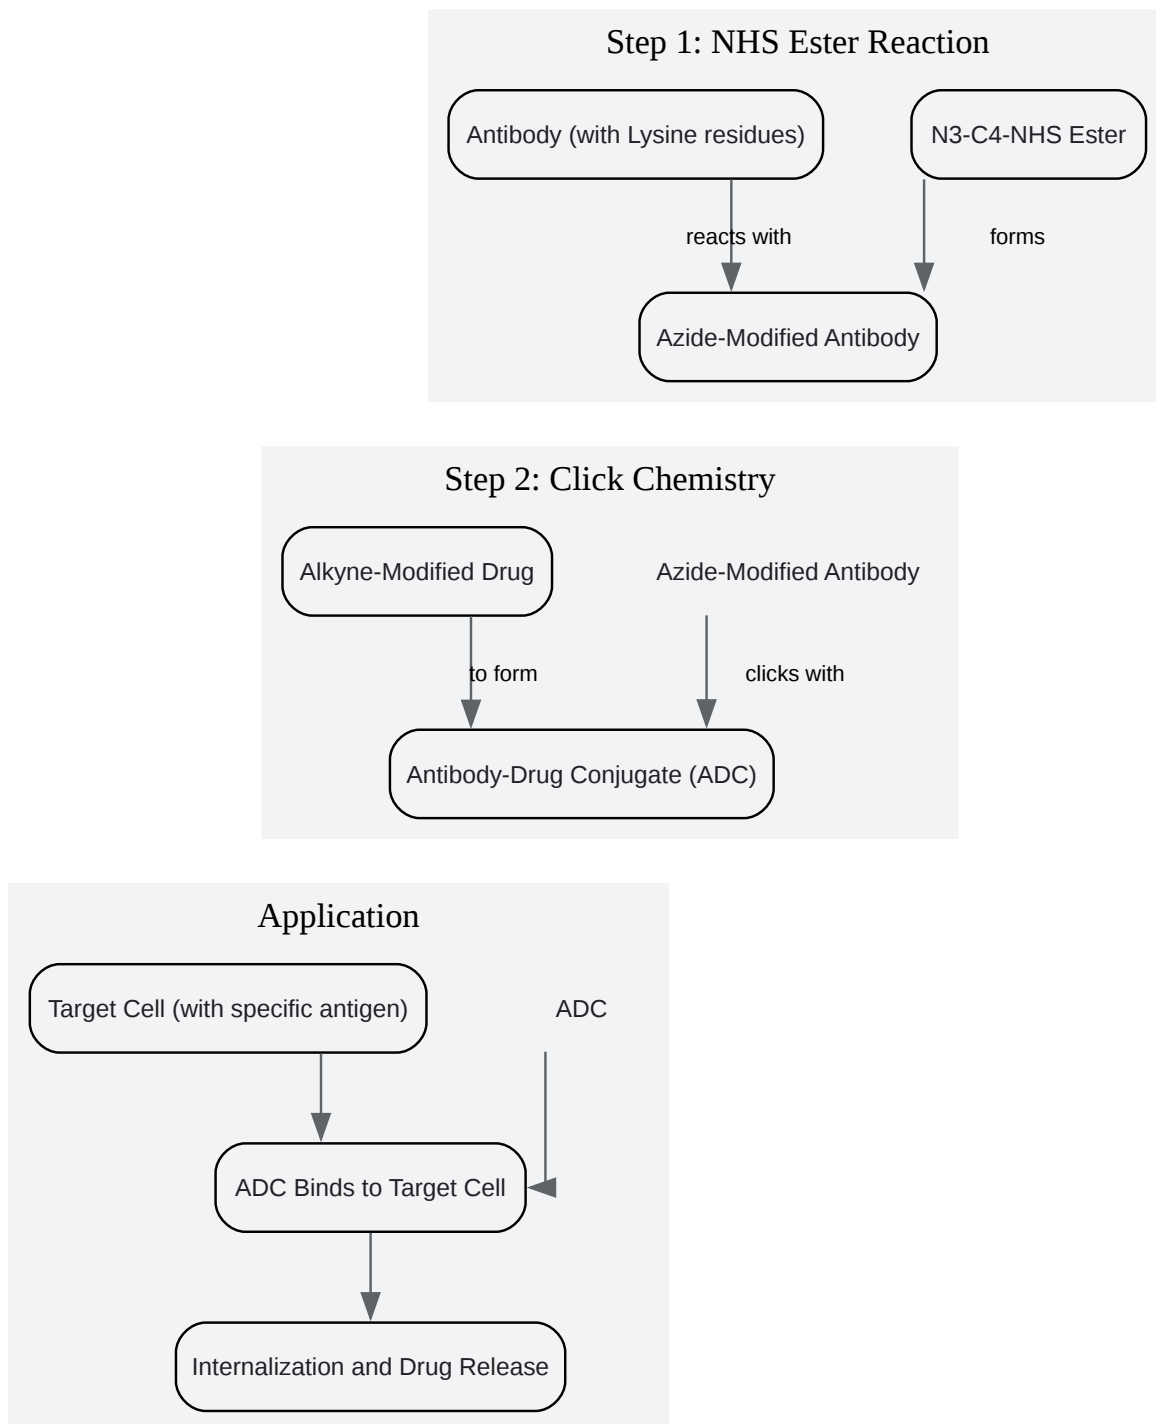 Step 1: NHS Ester Reaction
Antibody (with Lysine residues)
N3-C4-NHS Ester
reacts with
forms
Azide-Modified Antibody
Step 2: Click Chemistry
Alkyne-Modified Drug
Azide-Modified Antibody
to form
clicks with
Antibody-Drug Conjugate (ADC)
Application
Target Cell (with specific antigen)
ADC
ADC Binds to Target Cell
Internalization and Drug Release